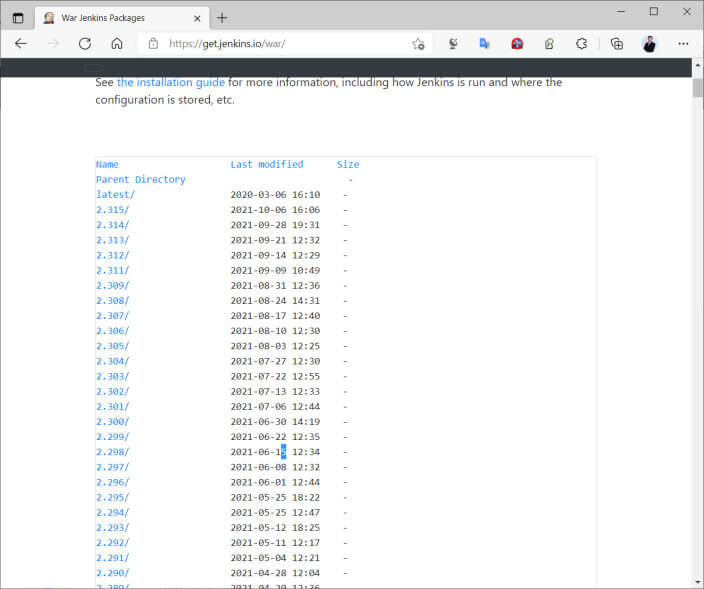 War Jenkins Packages
https://get.jenkins.io/war/
See the installation guide for more information, including how Jenkins is run and where the
configuration is stored, etc.
Name Last modified Size
Parent Directory -
latest/ 2020-03-06 16:10 -
2.315/ 2021-10-06 16:06 -
2.314/ 2021-09-28 19:31 -
2.313/ 2021-09-21 12:32 -
2.312/ 2021-09-14 12:29 -
2.311/ 2021-09-09 10:49 -
2.309/ 2021-08-31 12:36 -
2.308/ 2021-08-24 14:31 -
2.307/ 2021-08-17 12:40 -
2.306/ 2021-08-10 12:30 -
2.305/ 2021-08-03 12:25 -
2.304/ 2021-07-27 12:30 -
2.303/ 2021-07-22 12:55 -
2.302/ 2021-07-13 12:33 -
2.301/ 2021-07-06 12:44 -
2.300/ 2021-06-30 14:19 -
2.299/ 2021-06-22 12:35 -
2.298/ 2021-06-15 12:34 -
2.297/ 2021-06-08 12:32 -
2.296/ 2021-06-01 12:44 -
2.295/ 2021-05-25 18:22 -
2.294/ 2021-05-25 12:47 -
2.293/ 2021-05-12 18:25 -
2.292/ 2021-05-11 12:17 -
2.291/ 2021-05-04 12:21 -
2.290/ 2021-04-28 12:04 -
2.289/ 2021-04-20 12:36 -